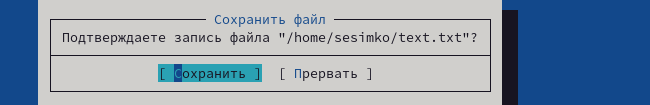 Сохранить файл
Подтверждаете запись файла "/home/sesimko/text.txt"?
[ Сохранить ] [ Прервать ]